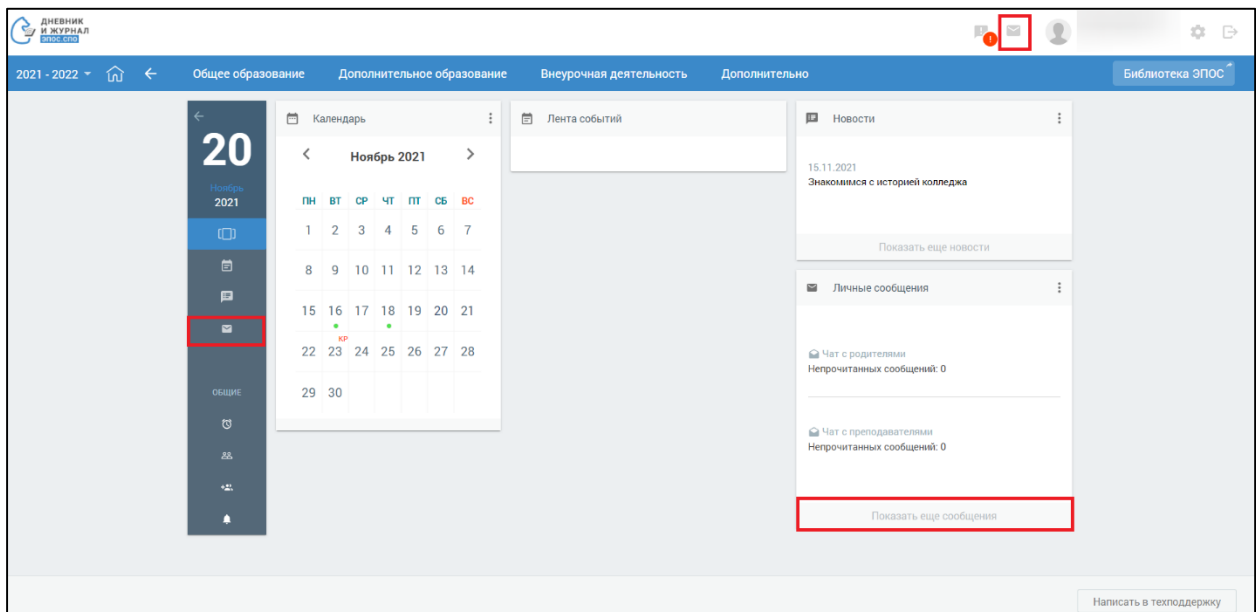 ДНЕВНИК
И ЖУРНАЛ
ЭПОС.СПО
!
2021 - 2022
Общее образование
Дополнительное образование
Внеурочная деятельность
Дополнительно
Библиотека ЭПОС
20
Ноябрь
2021
ОБЩИЕ
Календарь
Ноябрь 2021
ПН ВТ СР ЧТ ПТ СБ ВС
1 2 3 4 5 6 7
8 9 10 11 12 13 14
15 16 17 18 19 20 21
КР
22 23 24 25 26 27 28
29 30
Лента событий
Новости
15.11.2021
Знакомимся с историей колледжа
Показать еще новости
Личные сообщения
Чат с родителями
Непрочитанных сообщений: 0
Чат с преподавателями
Непрочитанных сообщений: 0
Показать еще сообщения
Написать в техподдержку